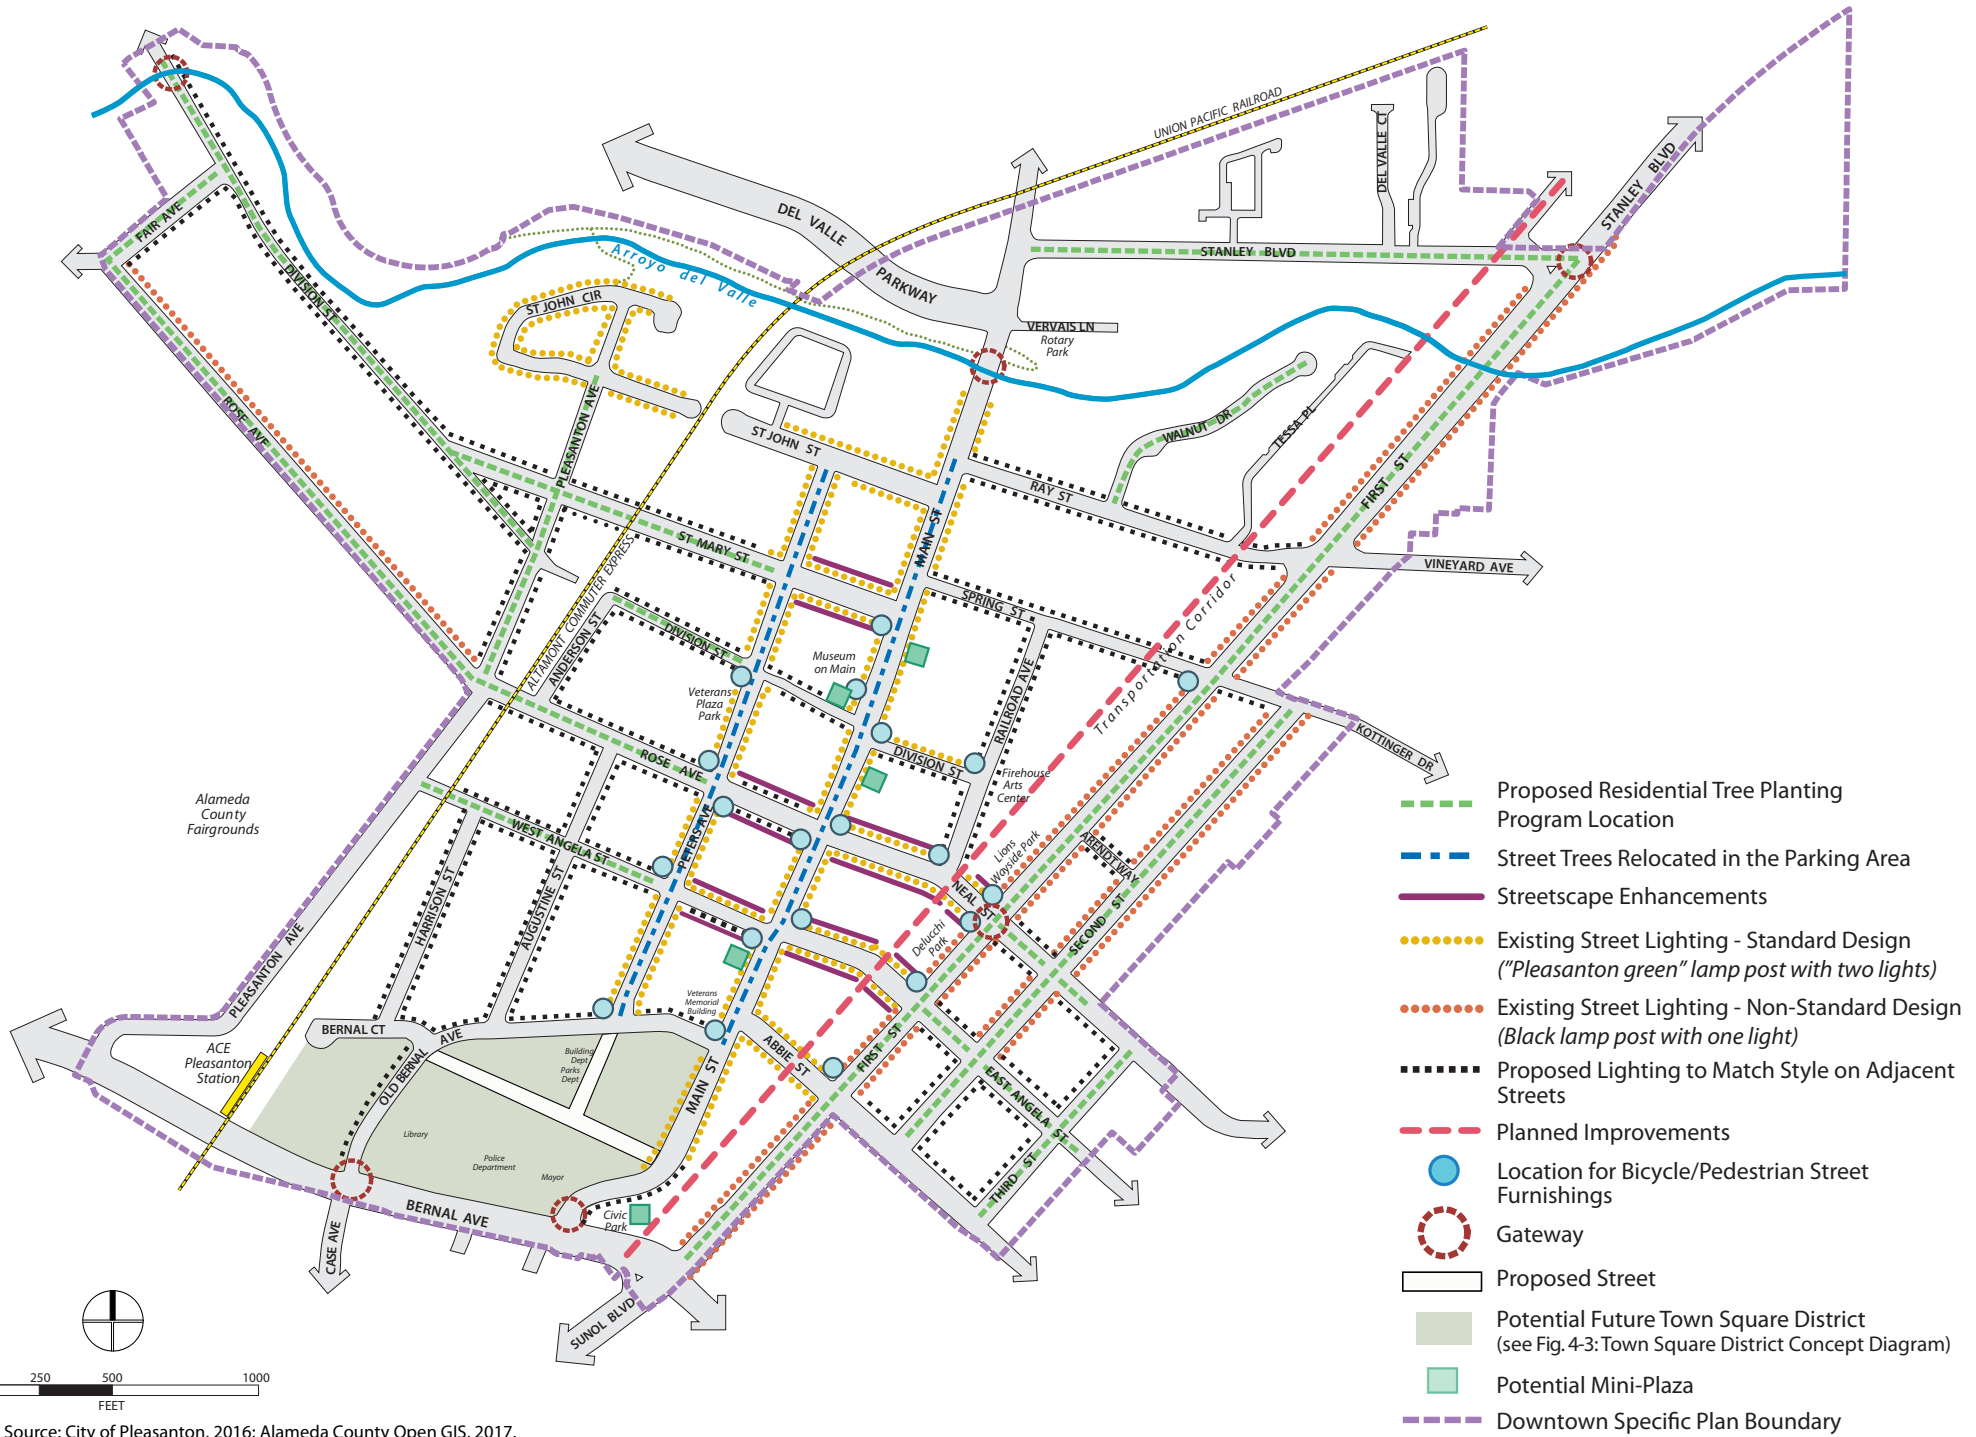 UNION PACIFIC RAILROAD
DEL VALLE CT
STANLEY BLVD
DEL VALLE
PARKWAY
FAIR AVE
STANLEY BLVD
Arroyo del Valle
DIVISION ST
ST JOHN CIR
VERVAIS LN
Rotary
Park
ROSE AVE
PLEASANTON AVE
ST JOHN ST
WALNUT DR
TESSA PL
FIRST ST
RAY ST
MAIN ST
ST MARY ST
VINEYARD AVE
ALTAMONT COMMUTER EXPRESS
ANDERSON ST
DIVISION ST
SPRING ST
Transportation Corridor
Museum
on Main
RAILROAD AVE
Veterans
Plaza
Park
KOTTINGER DR
ROSE AVE
DIVISION ST
Firehouse
Arts
Center
Alameda
County
Fairgrounds
PETERS AVE
WEST ANGELA ST
Lions
Wayside Park
ARENDT WAY
HARRISON ST
AUGUSTINE ST
NEAL ST
SECOND ST
Delucchi
Park
PLEASANTON AVE
Veterans
Memorial
Building
BERNAL CT
OLD BERNAL AVE
ABBIE ST
FIRST ST
ACE
Pleasanton
Station
Building
Dept
Parks
Dept
MAIN ST
EAST ANGELA ST
Library
Police
Department
Mayor
THIRD ST
BERNAL AVE
Civic
Park
CASE AVE
SUNOL BLVD
Proposed Residential Tree Planting
Program Location
Street Trees Relocated in the Parking Area
Streetscape Enhancements
Existing Street Lighting - Standard Design
("Pleasanton green" lamp post with two lights)
Existing Street Lighting - Non-Standard Design
(Black lamp post with one light)
Proposed Lighting to Match Style on Adjacent
Streets
Planned Improvements
Location for Bicycle/Pedestrian Street
Furnishings
Gateway
Proposed Street
Potential Future Town Square District
(see Fig. 4-3: Town Square District Concept Diagram)
Potential Mini-Plaza
Downtown Specific Plan Boundary
250 500 1000
FEET
Source: City of Pleasanton, 2016; Alameda County Open GIS, 2017.